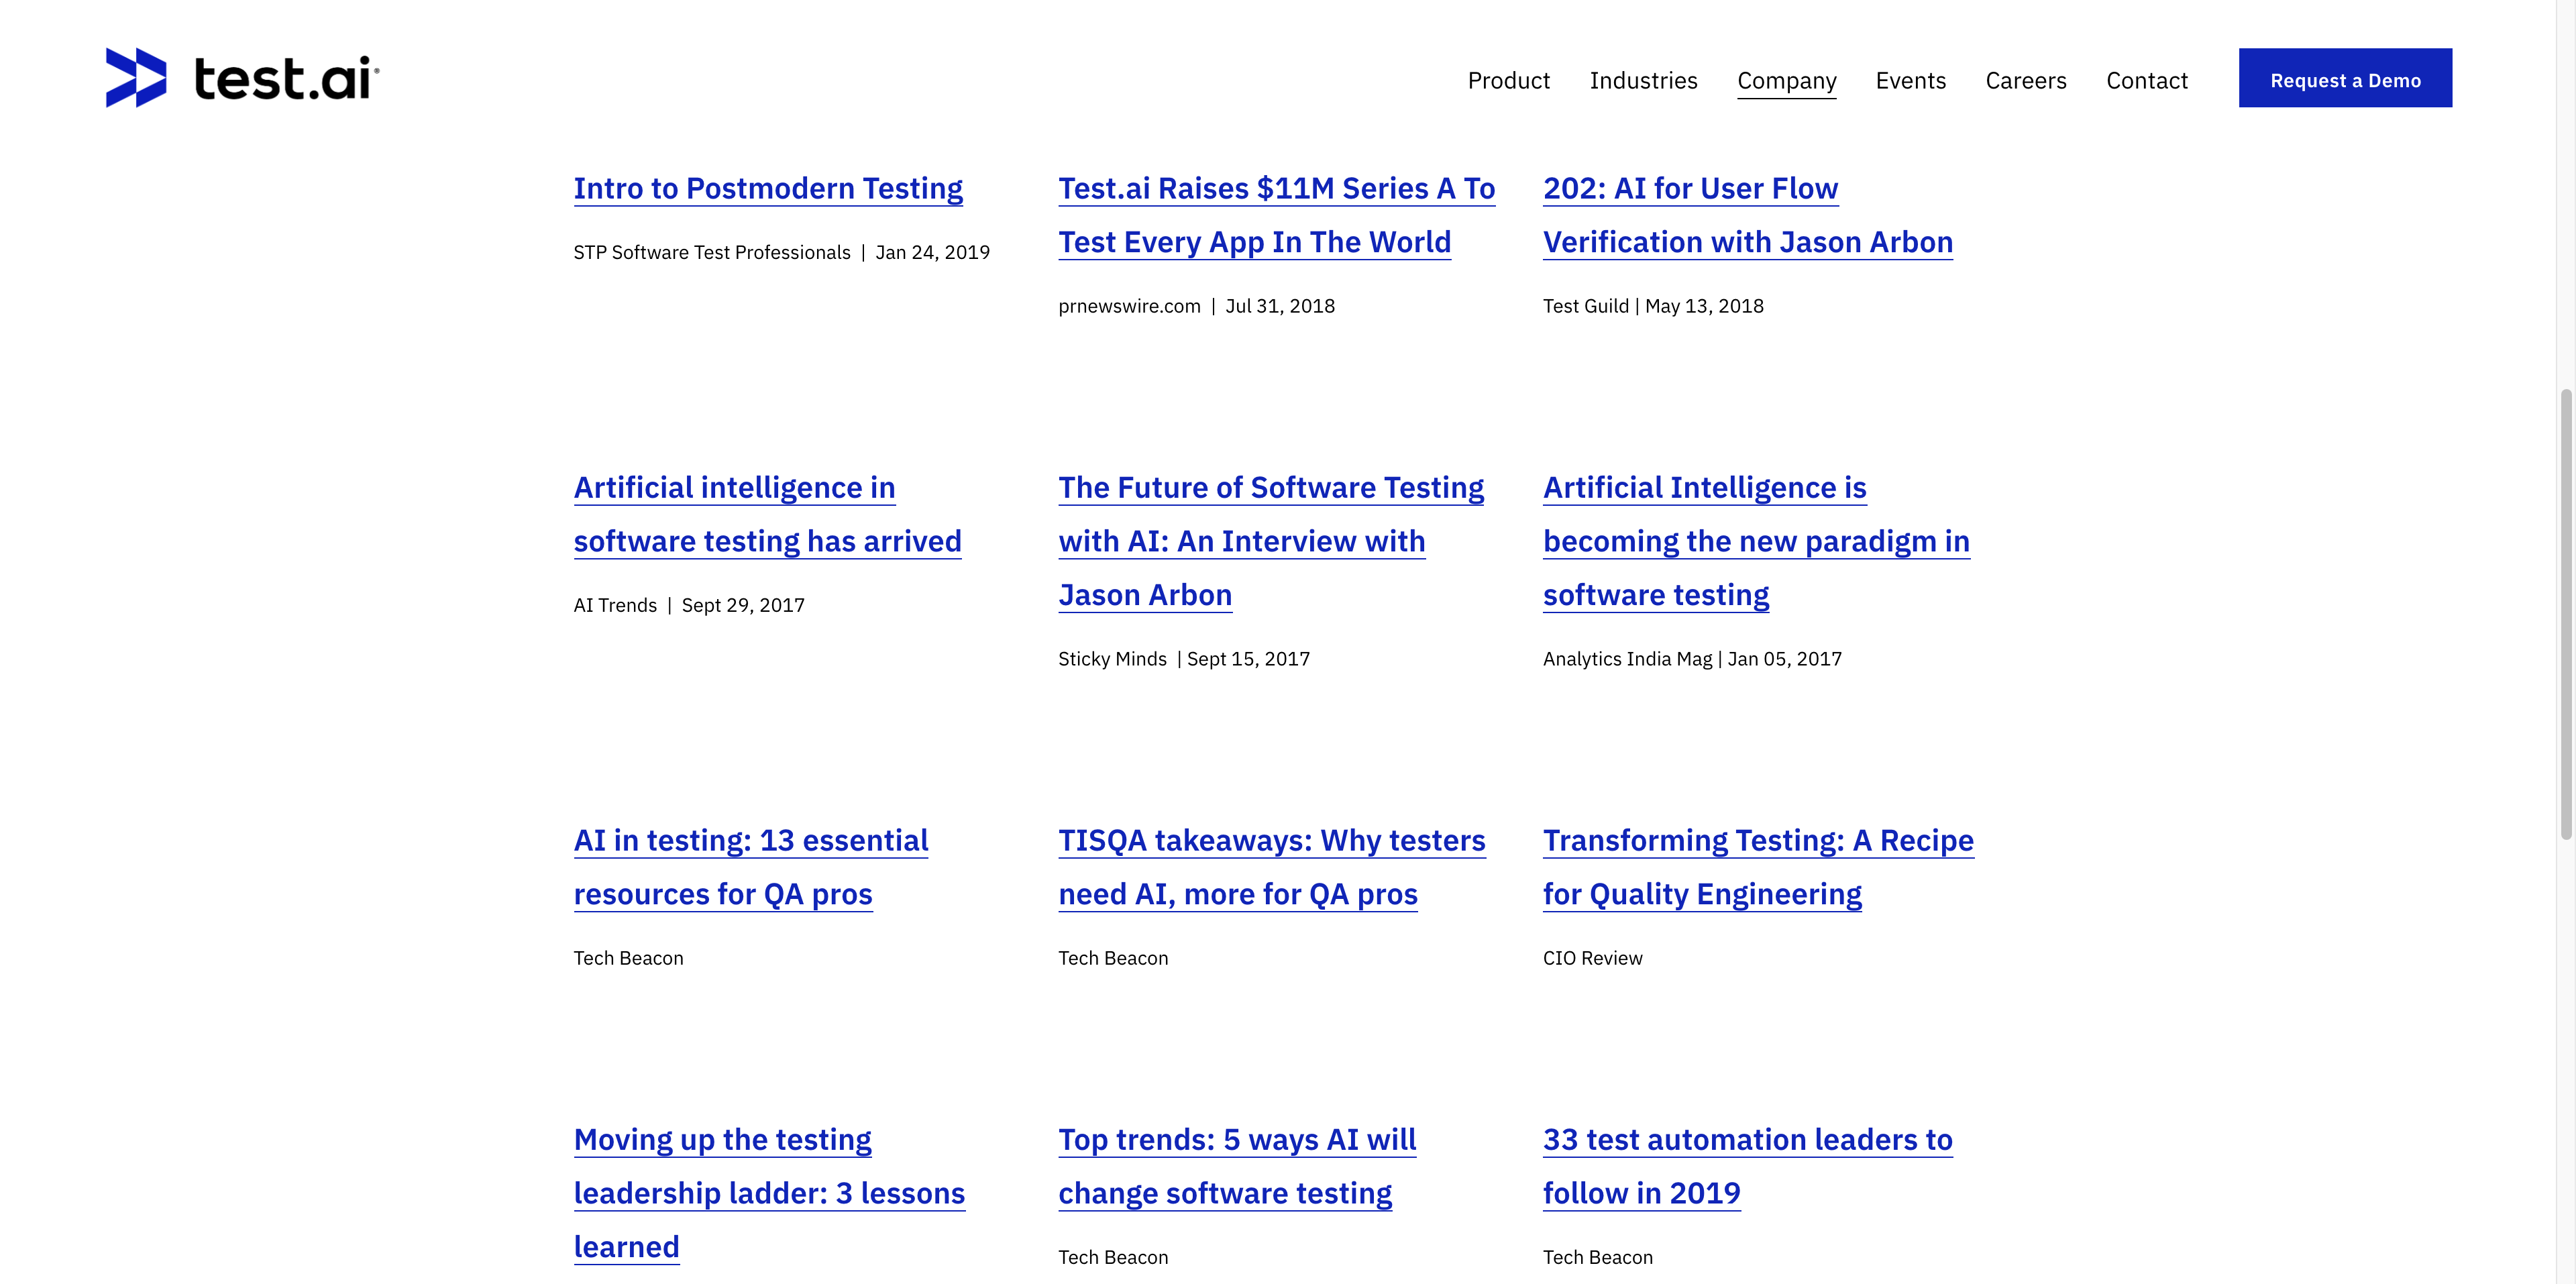 test.ai
Product Industries Company Events Careers Contact Request a Demo
Intro to Postmodern Testing
STP Software Test Professionals | Jan 24, 2019
Test.ai Raises $11M Series A To
Test Every App In The World
prnewswire.com | Jul 31, 2018
202: AI for User Flow
Verification with Jason Arbon
Test Guild | May 13, 2018
Artificial intelligence in
software testing has arrived
AI Trends | Sept 29, 2017
The Future of Software Testing
with AI: An Interview with
Jason Arbon
Sticky Minds | Sept 15, 2017
Artificial Intelligence is
becoming the new paradigm in
software testing
Analytics India Mag | Jan 05, 2017
AI in testing: 13 essential
resources for QA pros
Tech Beacon
TISQA takeaways: Why testers
need AI, more for QA pros
Tech Beacon
Transforming Testing: A Recipe
for Quality Engineering
CIO Review
Moving up the testing
leadership ladder: 3 lessons
learned
Top trends: 5 ways AI will
change software testing
Tech Beacon
33 test automation leaders to
follow in 2019
Tech Beacon